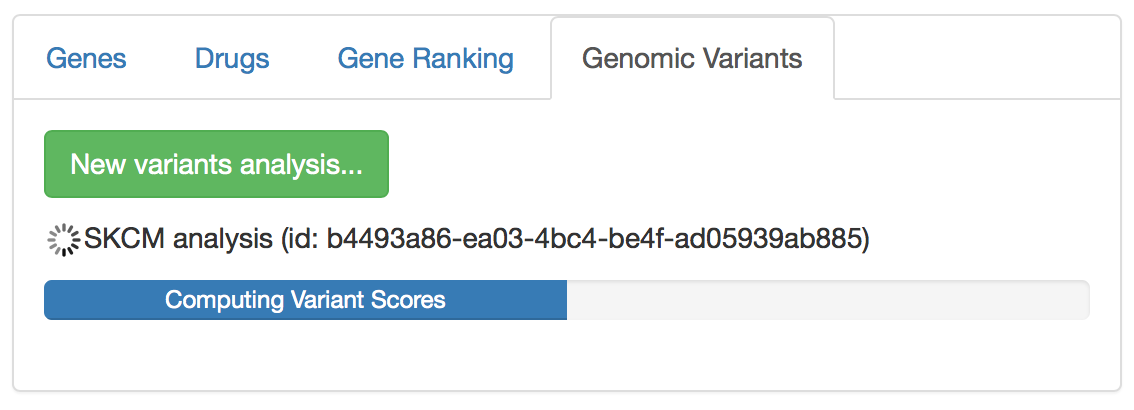 Genes Drugs Gene Ranking Genomic Variants
New variants analysis...
SKCM analysis (id: b4493a86-ea03-4bc4-be4f-ad05939ab885)
Computing Variant Scores